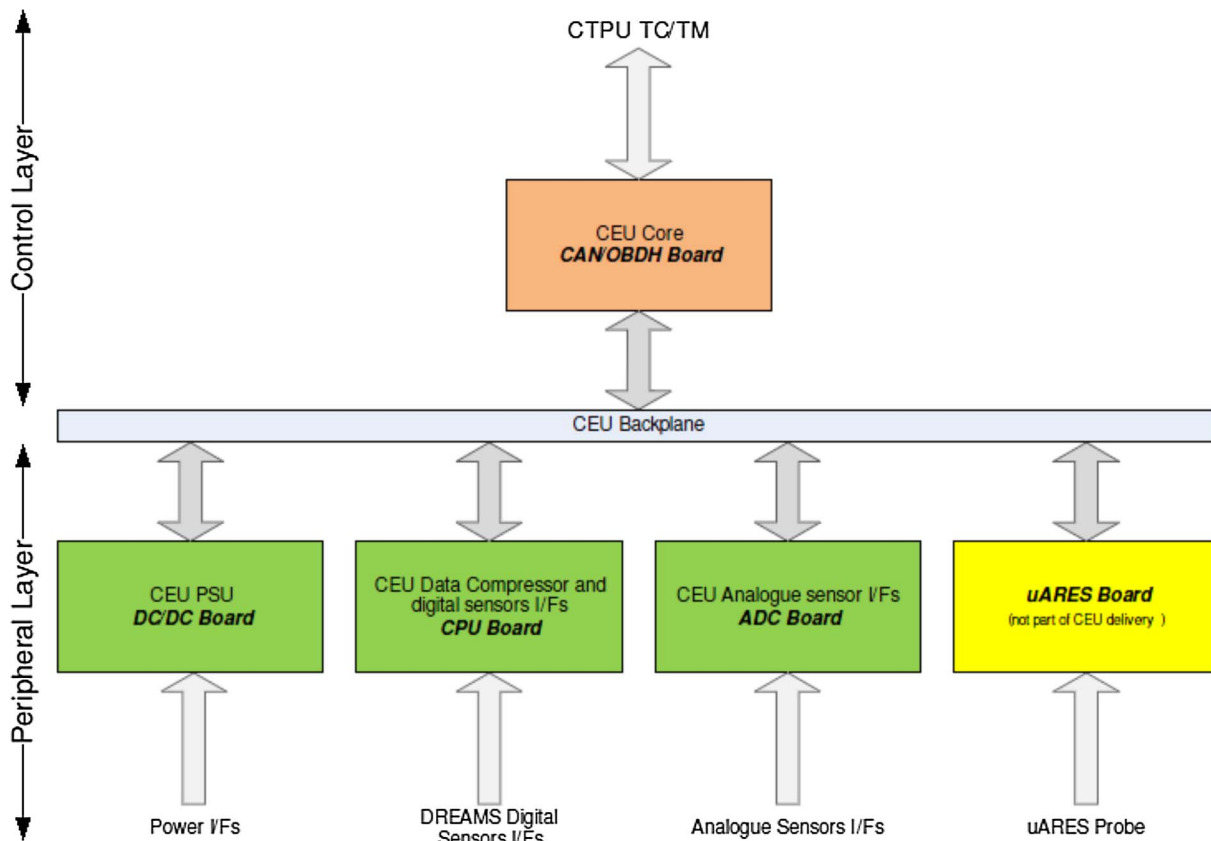 CTPU TC/TM
Control Layer
CEU Core
CAN/OBDH Board
CEU Backplane
Peripheral Layer
CEU PSU
DC/DC Board
CEU Data Compressor and
digital sensors I/Fs
CPU Board
CEU Analogue sensor I/Fs
ADC Board
uARES Board
(not part of CEU delivery )
Power I/Fs
DREAMS Digital
Sensors I/Fs
Analogue Sensors I/Fs
uARES Probe